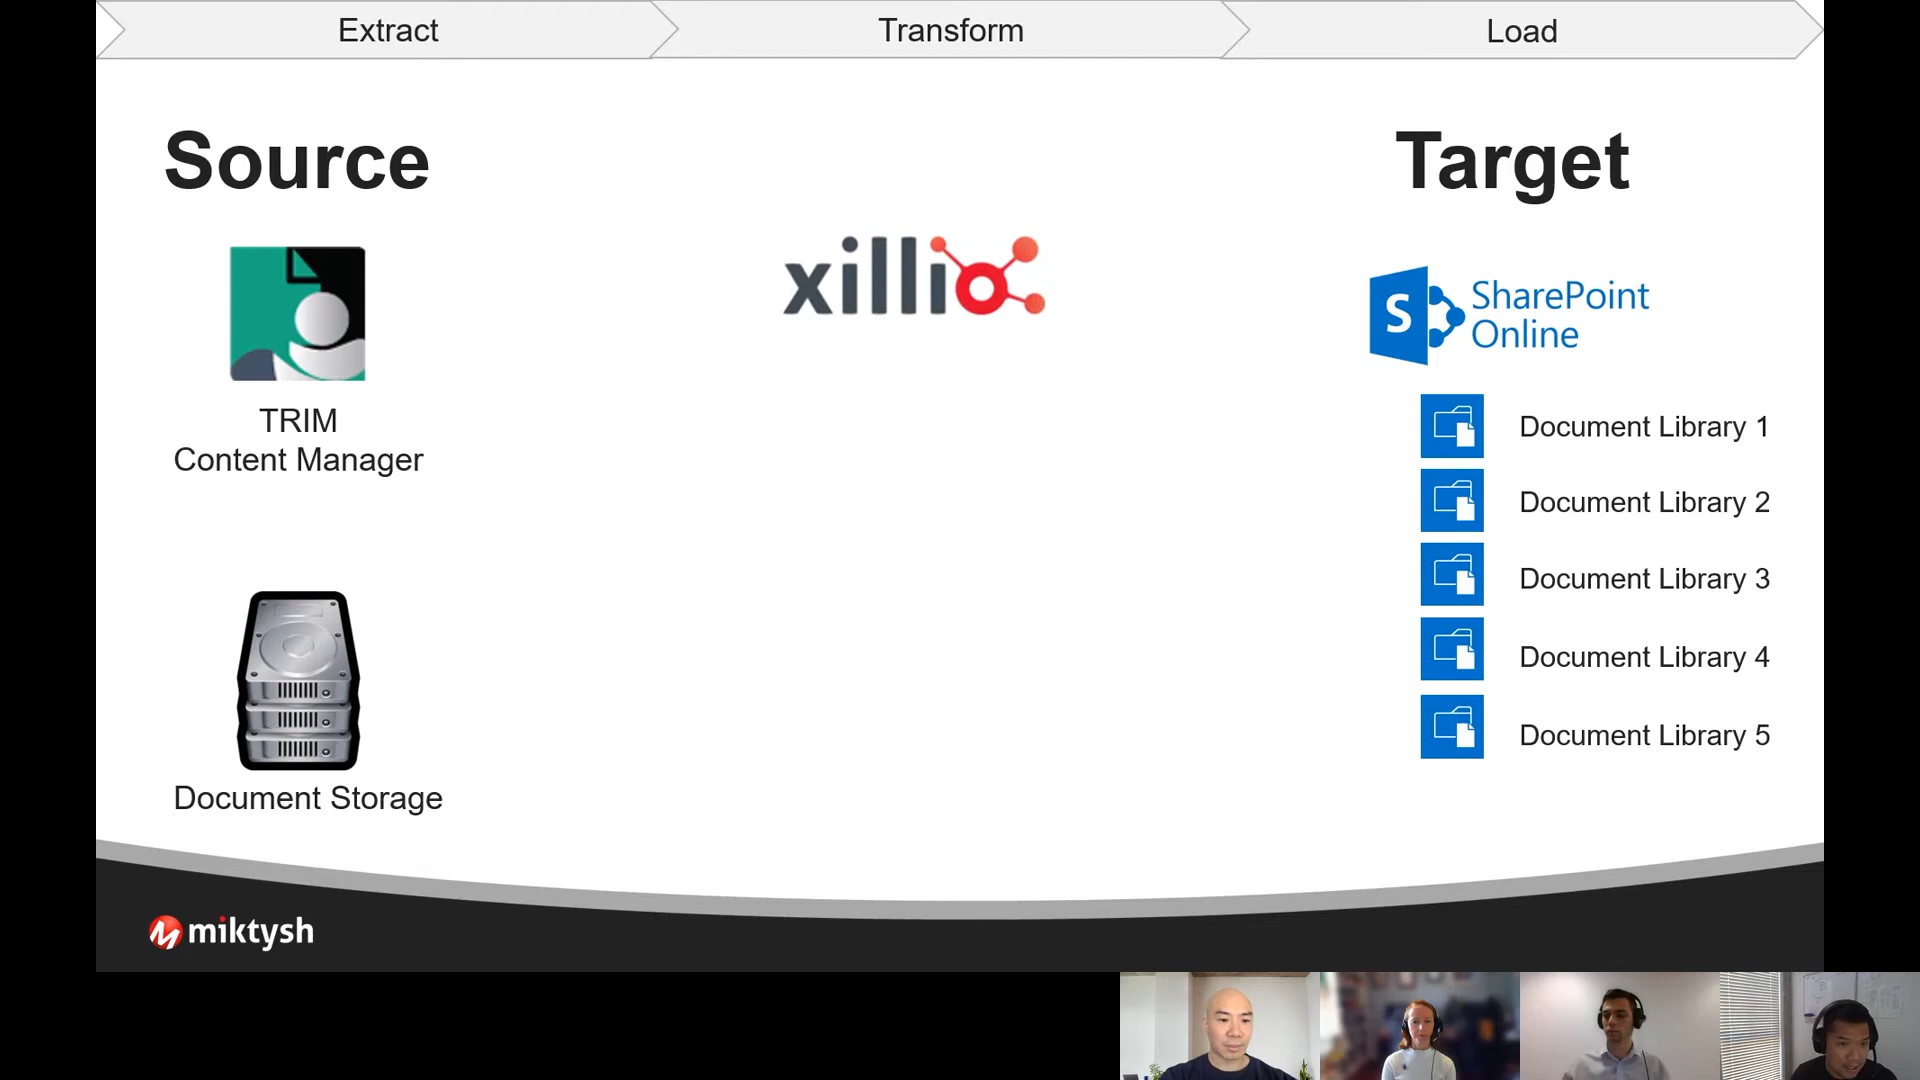 Extract
Transform
Load
Source
Target
xillio
SharePoint
Online
TRIM
Content Manager
Document Library 1
Document Library 2
Document Library 3
Document Library 4
Document Library 5
Document Storage
miktysh